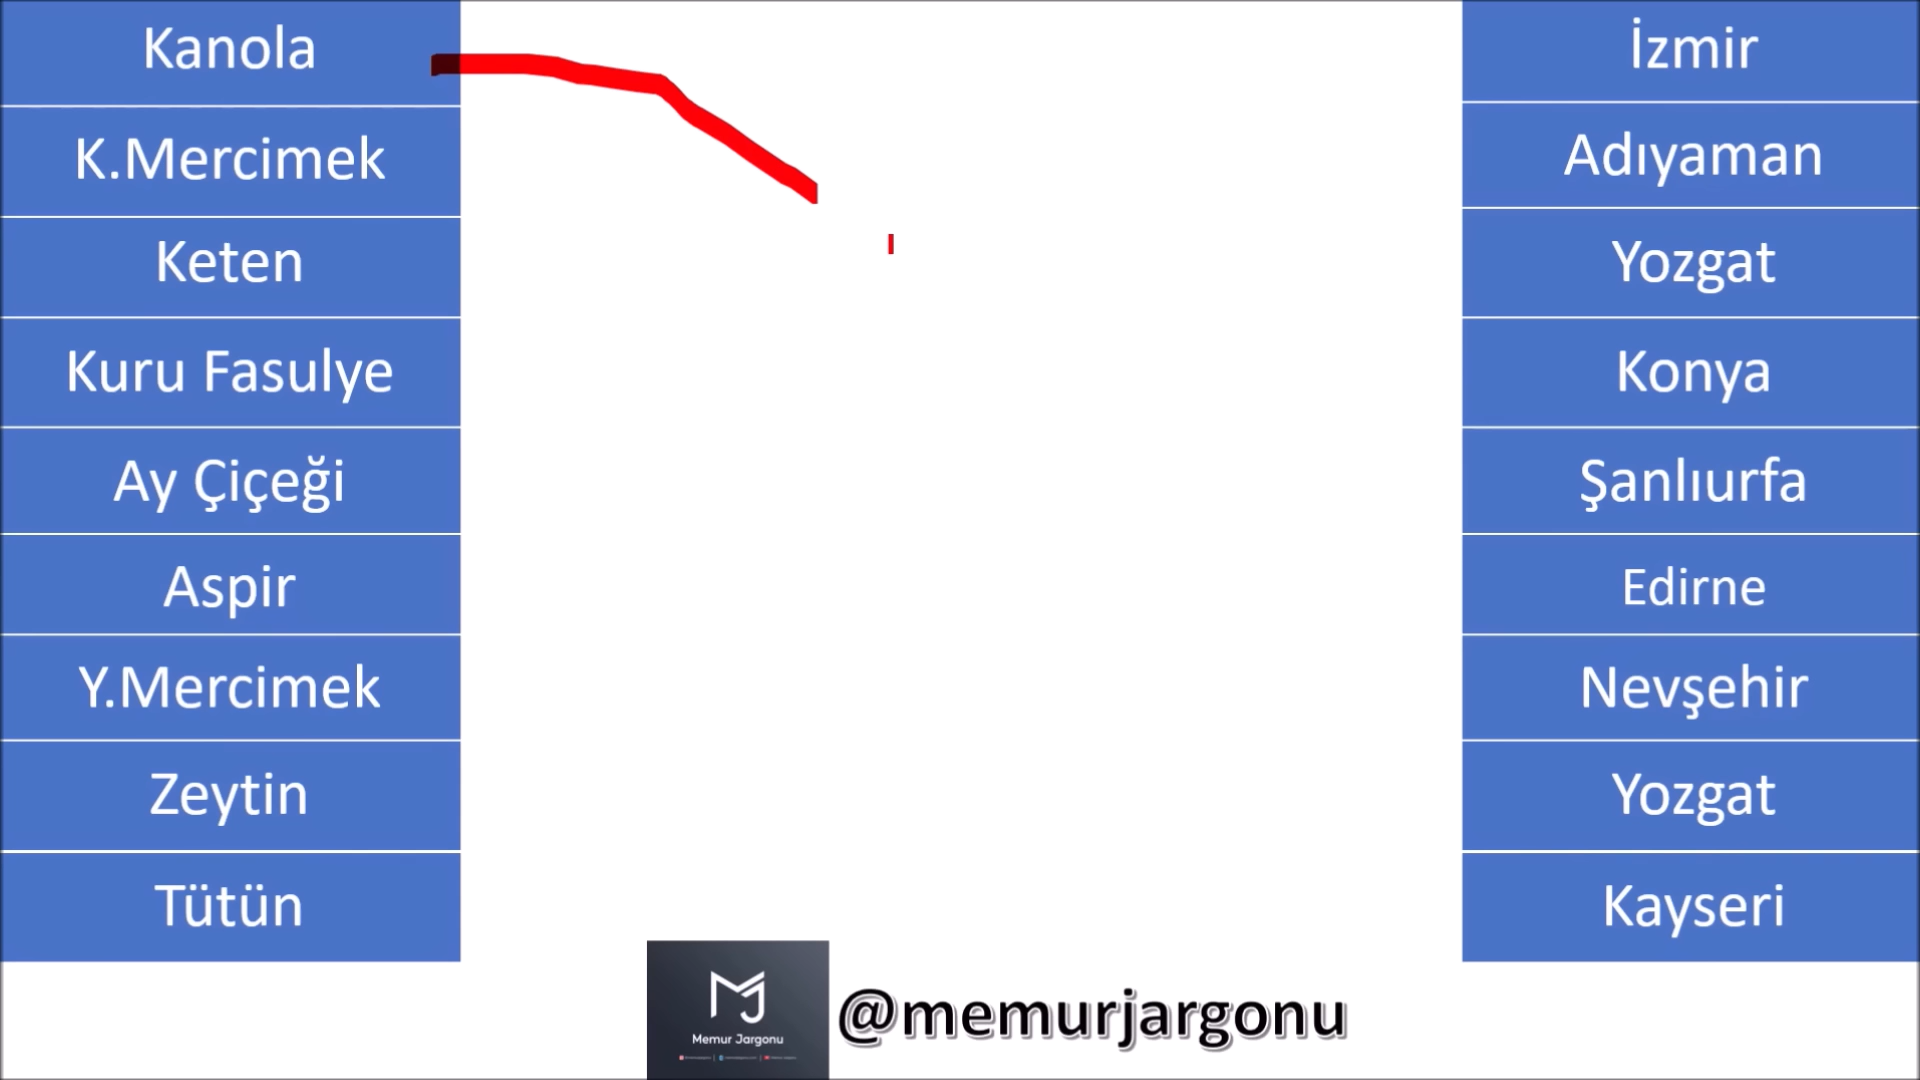 Kanola
K.Mercimek
Keten
Kuru Fasulye
Ay Çiçeği
Aspir
Y.Mercimek
Zeytin
Tütün
İzmir
Adıyaman
Yozgat
Konya
Şanlıurfa
Edirne
Nevşehir
Yozgat
Kayseri
Memur Jargonu
@memurjargonu